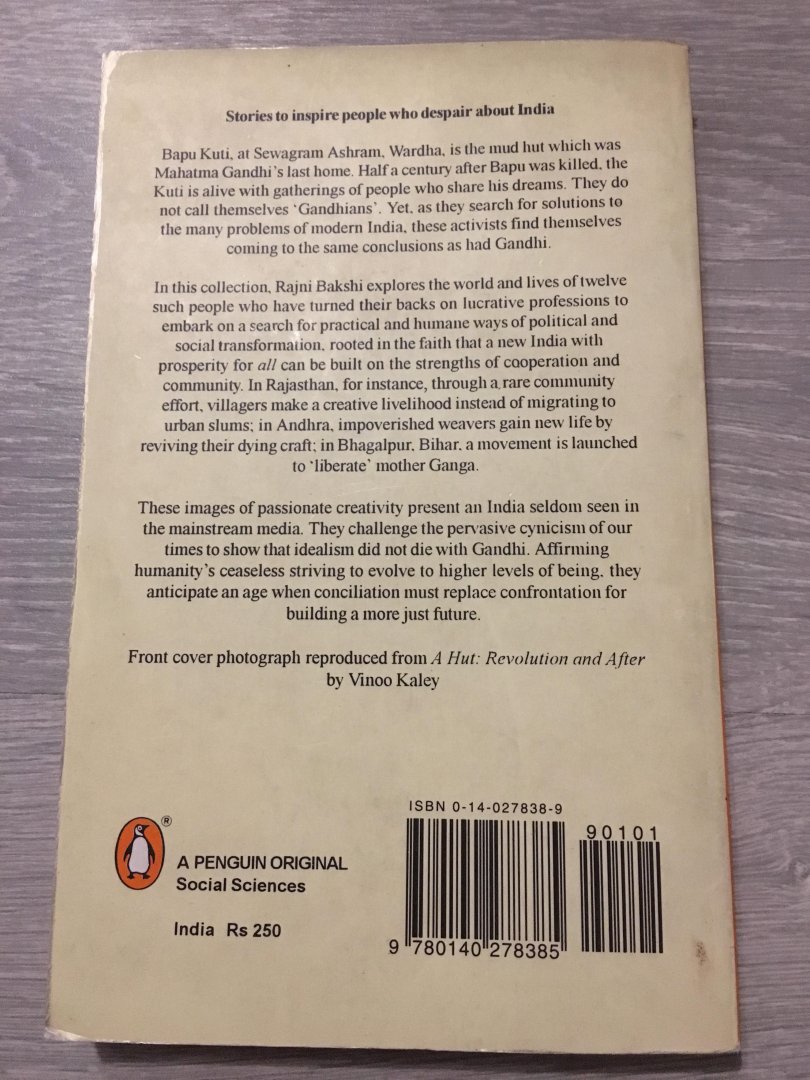 Stories to inspire people who despair about India
Bapu Kuti, at Sewagram Ashram, Wardha, is the mud hut which was
Mahatma Gandhi's last home. Half a century after Bapu was killed, the
Kuti is alive with gatherings of people who share his dreams. They do
not call themselves 'Gandhians'. Yet, as they search for solutions to
the many problems of modern India, these activists find themselves
coming to the same conclusions as had Gandhi.
In this collection, Rajni Bakshi explores the world and lives of twelve
such people who have turned their backs on lucrative professions to
embark on a search for practical and humane ways of political and
social transformation, rooted in the faith that a new India with
prosperity for all can be built on the strengths of cooperation and
community. In Rajasthan, for instance, through a rare community
effort, villagers make a creative livelihood instead of migrating to
urban slums; in Andhra, impoverished weavers gain new life by
reviving their dying craft; in Bhagalpur, Bihar, a movement is launched
to 'liberate' mother Ganga.
These images of passionate creativity present an India seldom seen in
the mainstream media. They challenge the pervasive cynicism of our
times to show that idealism did not die with Gandhi. Affirming
humanity's ceaseless striving to evolve to higher levels of being, they
anticipate an age when conciliation must replace confrontation for
building a more just future.
Front cover photograph reproduced from A Hut: Revolution and After
by Vinoo Kaley
ISBN 0-14-027838-9
90101
®
A PENGUIN ORIGINAL
Social Sciences
India Rs 250
9 780140 278385